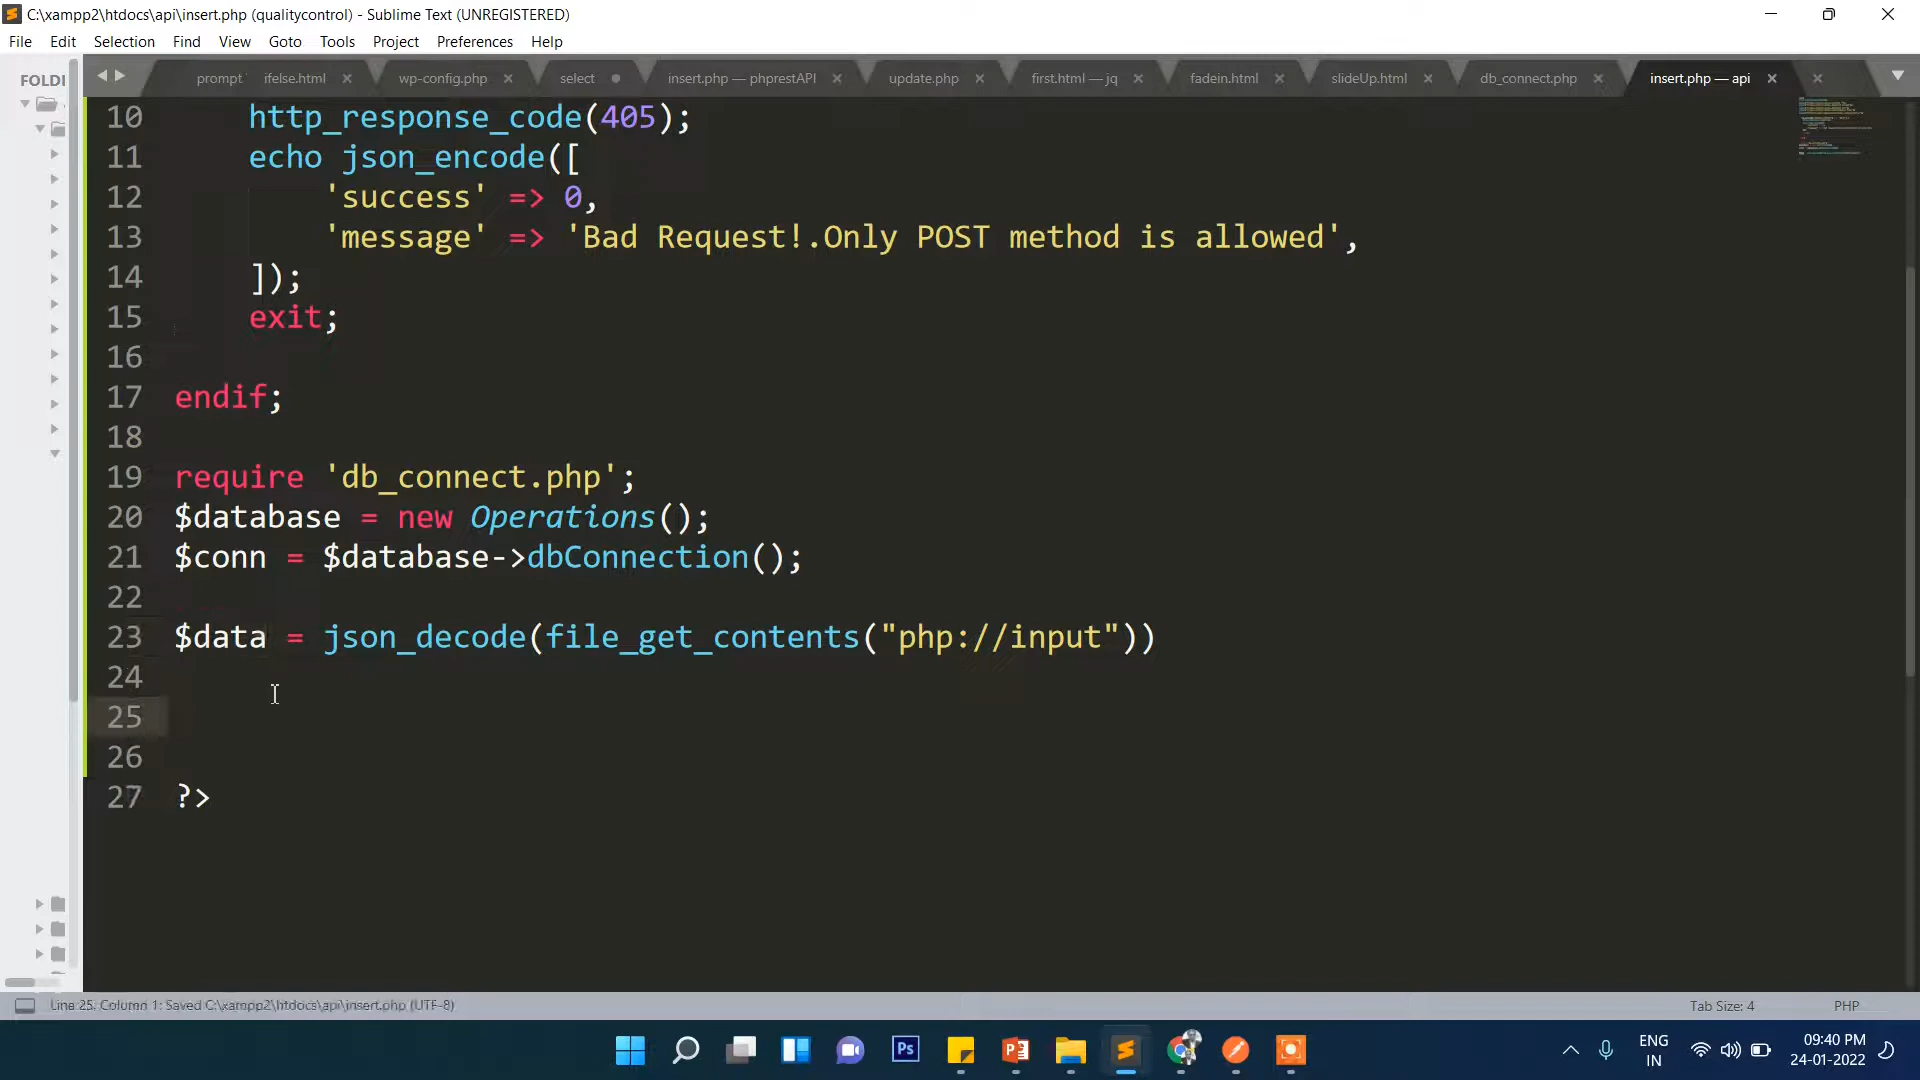 C:\xampp2\htdocs\api\insert.php (qualitycontrol) - Sublime Text (UNREGISTERED)
File Edit Selection Find View Goto Tools Project Preferences Help
FOLDI
prompt ifelse.html wp-config.php select insert.php — phprestAPI update.php first.html — jq fadein.html slideUp.html db_connect.php insert.php — api
10 http_response_code(405);
11 echo json_encode([
12 'success' => 0,
13 'message' => 'Bad Request!.Only POST method is allowed',
14 ]);
15 exit;
16
17 endif;
18
19 require 'db_connect.php';
20 $database = new Operations();
21 $conn = $database->dbConnection();
22
23 $data = json_decode(file_get_contents("php://input"))
24
25
26
27 ?>
Line 25, Column 1: Saved C:\xampp2\htdocs\api\insert.php (UTF-8)
Tab Size: 4
PHP
Ps
ENG
IN
09:40 PM
24-01-2022